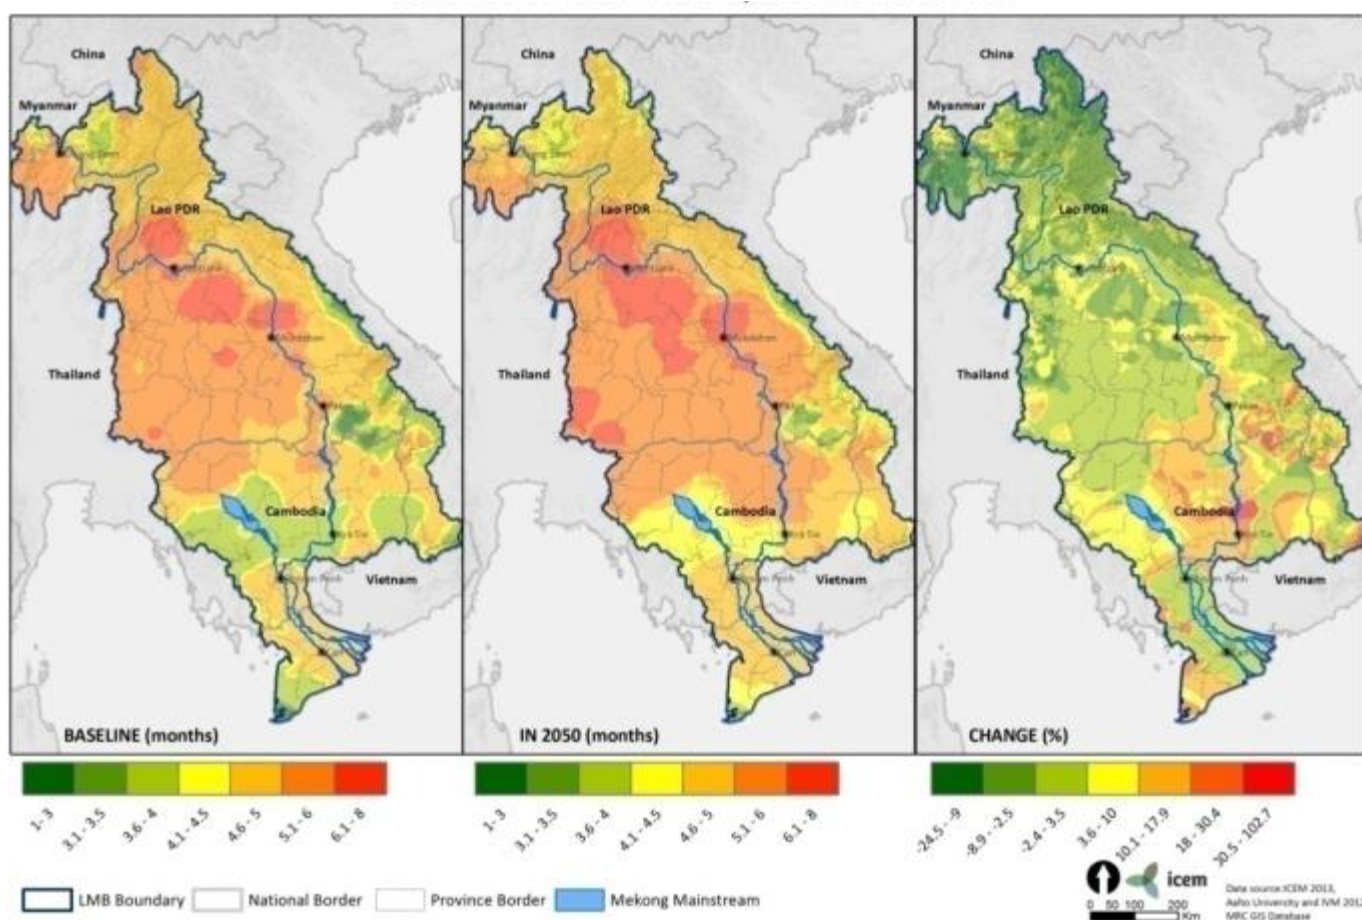 China
Myanmar
Lao PDR
Thailand
Cambodia
Vietnam
BASELINE (months)
China
Myanmar
Lao PDR
Mukdahan
Thailand
Cambodia
Vietnam
IN 2050 (months)
China
Myanmar
Lao PDR
Thailand
Cambodia
Vietnam
CHANGE (%)
1- 3
3.1 - 3.5
3.6 - 4
4.1 - 4.5
4.6 - 5
5.1 - 6
6.1 - 8
1- 3
3.1 - 3.5
3.6 - 4
4.1 - 4.5
4.6 - 5
5.1 - 6
6.1 - 8
-24.5 - -9
-8.9 - -2.5
-2.4 - 3.5
3.6 - 10
10.1 - 17.9
18 - 30.4
30.5 - 102.7
LMB Boundary
National Border
Province Border
Mekong Mainstream
icem
0 50 100 200
Km
Data source: ICEM 2013,
Aalto University and IVM 2012
MRC GIS Database